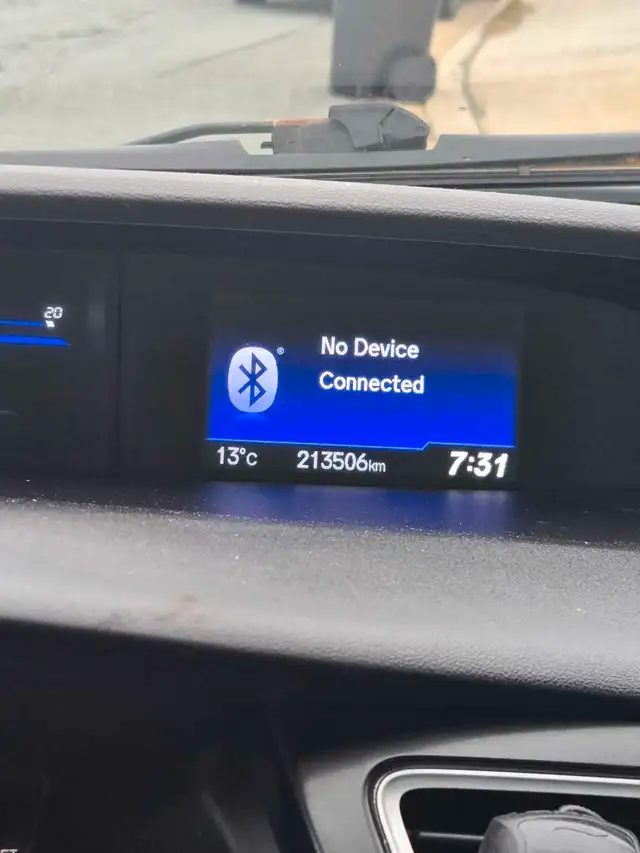 20
No Device
Connected
13°C 213506km 7:31